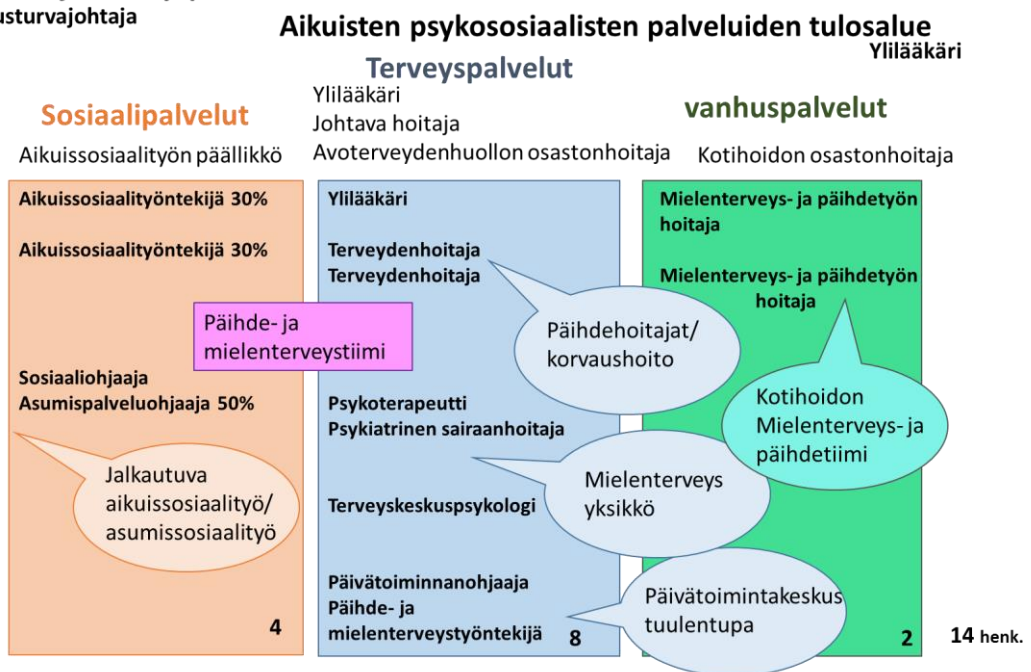 usturvajohtaja
Aikuisten psykososiaalisten palveluiden tulosalue
Ylilääkäri
Sosiaalipalvelut
Aikuissosiaalityön päällikkö
Terveyspalvelut
Ylilääkäri
Johtava hoitaja
Avoterveydenhuollon osastonhoitaja
vanhuspalvelut
Kotihoidon osastonhoitaja
Aikuissosiaalityöntekijä 30%
Aikuissosiaalityöntekijä 30%
Sosiaaliohjaaja
Asumispalveluohjaaja 50%
Jalkautuva
aikuissosiaalityö/
asumissosiaalityö
4
Päihde- ja
mielenterveystiimi
Ylilääkäri
Terveydenhoitaja
Terveydenhoitaja
Päihdehoitajat/
korvaushoito
Psykoterapeutti
Psykiatrinen sairaanhoitaja
Terveyskeskuspsykologi
Mielenterveys
yksikkö
Päivätoiminnanohjaaja
Päihde- ja
mielenterveystyöntekijä
8
Päivätoimintakeskus
tuulentupa
Mielenterveys- ja päihdetyön
hoitaja
Mielenterveys- ja päihdetyön
hoitaja
Kotihoidon
Mielenterveys- ja
päihdetiimi
2
14 henk.